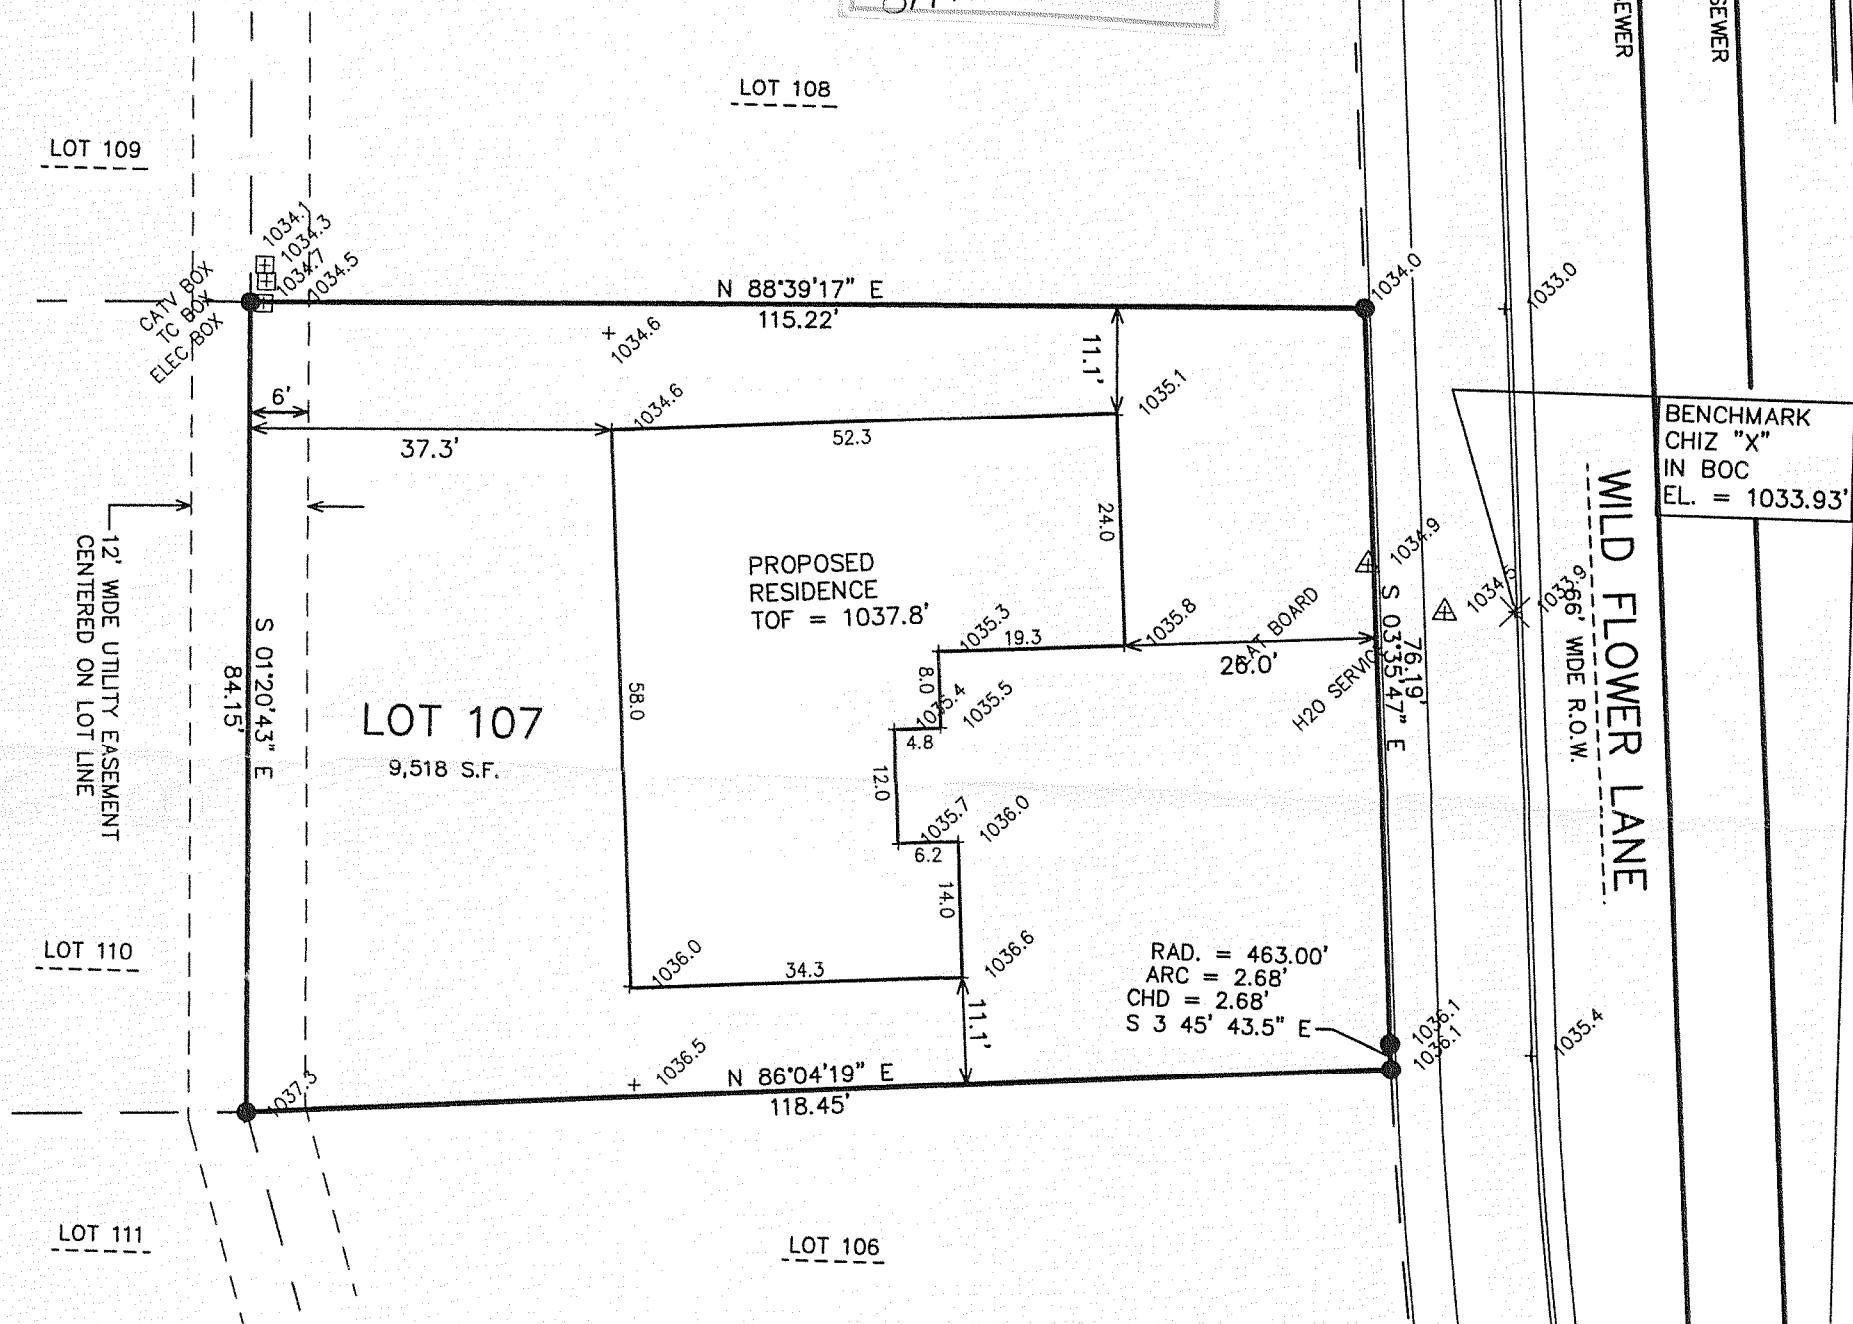 SEWER
SEWER
LOT 108
LOT 109
1034.1
1034.3
1034.7
1034.5
CATV BOX
TC BOX
ELEC BOX
N 88°39'17" E
115.22'
1034.0
1033.0
1034.6
11.1'
6'
37.3'
1034.6
52.3
1035.1
BENCHMARK
CHIZ "X"
IN BOC
EL. = 1033.93'
12' WIDE UTILITY EASEMENT
CENTERED ON LOT LINE
24.0
PROPOSED
RESIDENCE
TOF = 1037.8'
1034.9
1033.9
WILD FLOWER LANE
66' WIDE R.O.W.
S 01°20'43" E
84.15'
1035.3
19.3
1035.8
BOARD
26.0'
H2O SERVICE
S 03°35'47" E
76.19'
58.0
8.0
1035.4
1035.5
4.8
LOT 107
9,518 S.F.
12.0
1035.7
1036.0
6.2
14.0
LOT 110
1036.0
34.3
1036.6
RAD. = 463.00'
ARC = 2.68'
CHD = 2.68'
S 3 45' 43.5" E
11.1'
1036.1
1036.1
1035.4
1036.5
N 86°04'19" E
118.45'
1037.3
LOT 111
LOT 106